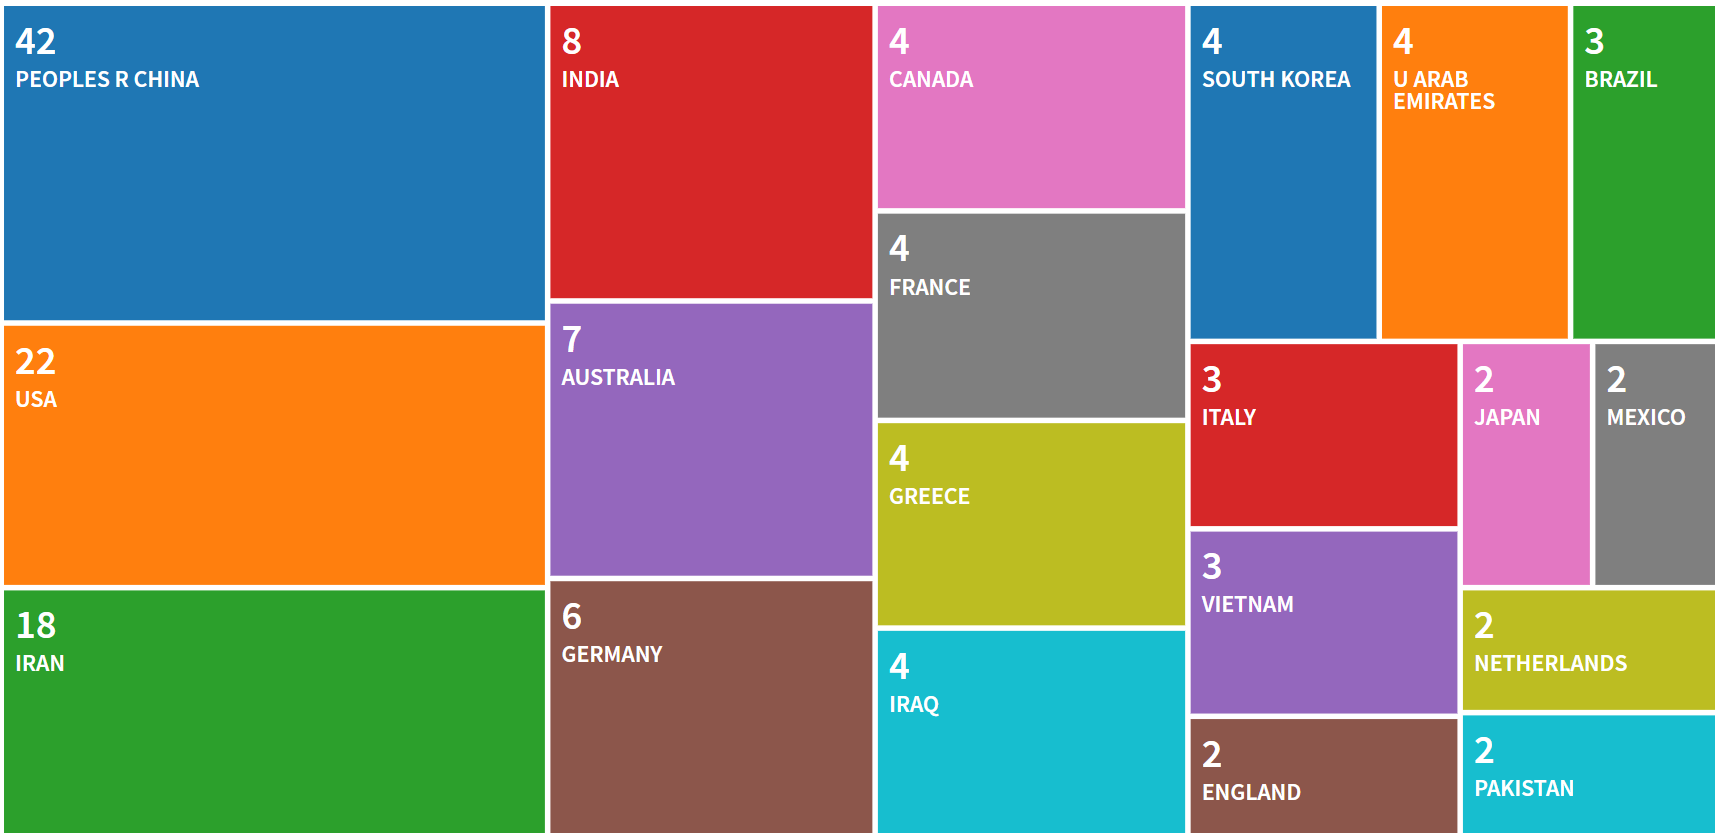 42
PEOPLES R CHINA
22
USA
18
IRAN
8
INDIA
7
AUSTRALIA
6
GERMANY
4
CANADA
4
FRANCE
4
GREECE
4
IRAQ
4
SOUTH KOREA
4
U ARAB
EMIRATES
3
BRAZIL
3
ITALY
3
VIETNAM
2
ENGLAND
2
JAPAN
2
MEXICO
2
NETHERLANDS
2
PAKISTAN